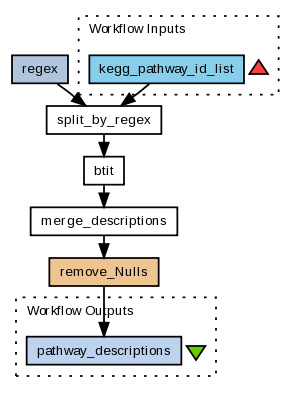 Workflow Inputs
regex
kegg_pathway_id_list
split_by_regex
btit
merge_descriptions
remove_Nulls
Workflow Outputs
pathway_descriptions